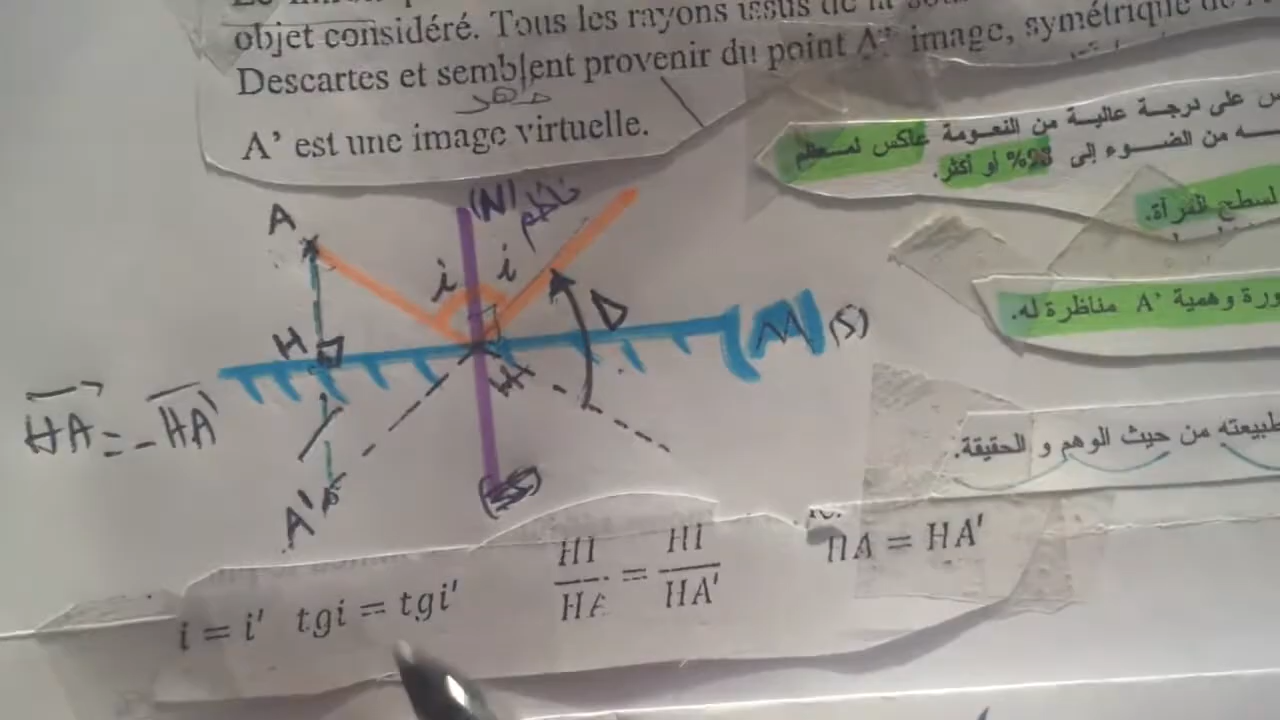 objet considéré. Tous les rayons issus de la
Descartes et semblent provenir du point A' image, symétrique de
ظاهر
A' est une image virtuelle.
على درجة عالية من النعومة عاكس لمعظم
من الضوء إلى 98% أو أكثر.
لسطح المرآة.
وهمية A' مناظرة له.
طبيعته من حيث الوهم و الحقيقة.
A
(N)
ناظم
i
i
D
H
M
(S)
HA = -HA'
A'
i = i' tgi = tgi'
HI/HA = HI/HA'
HA = HA'